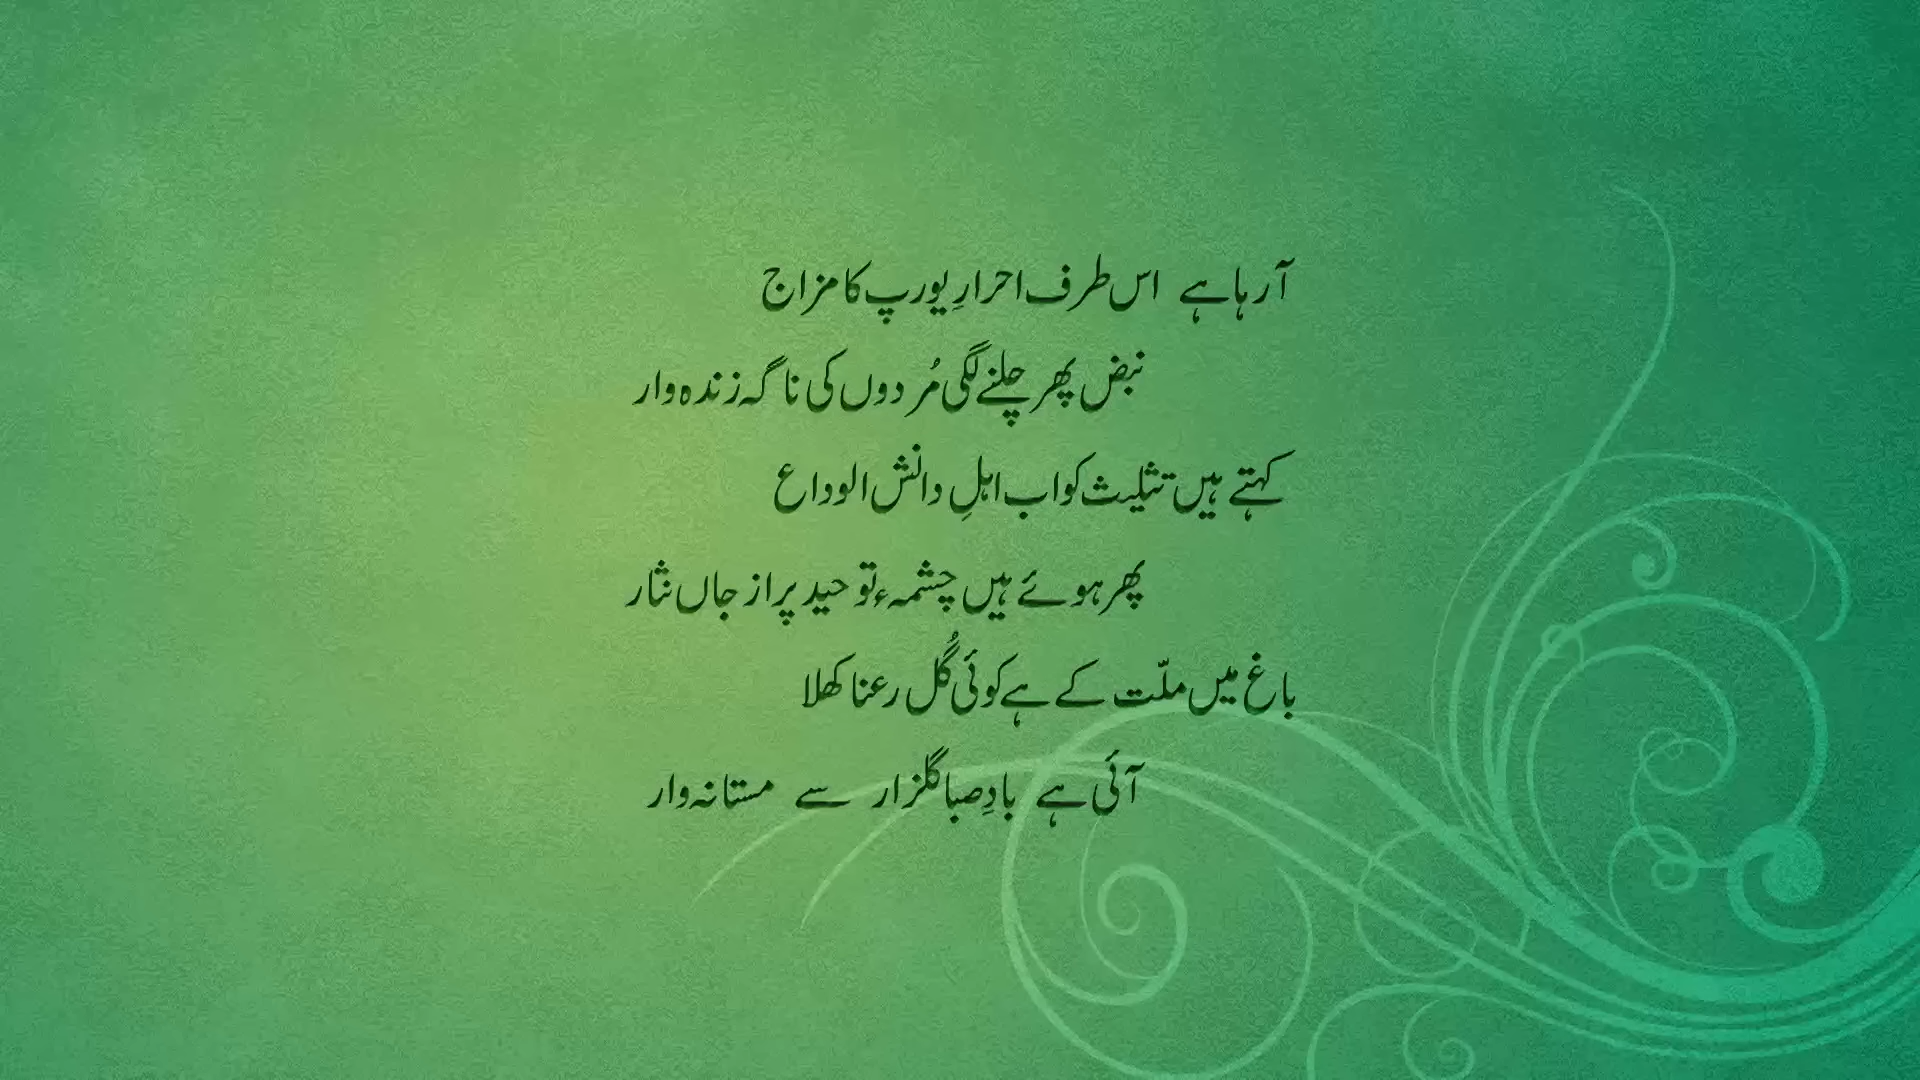 آ رہا ہے اس طرف احرارِ یورپ کا مزاج
نبض پھر چلنے لگی مُردوں کی ناگہ زندہ وار
کہتے ہیں تثلیث کو اب اہلِ دانش الوداع
پھر ہوئے ہیں چشمہء توحید پر از جاں نثار
باغ میں ملّت کے ہے کوئی گُل رعنا کھلا
آئی ہے بادِ صبا گلزار سے مستانہ وار